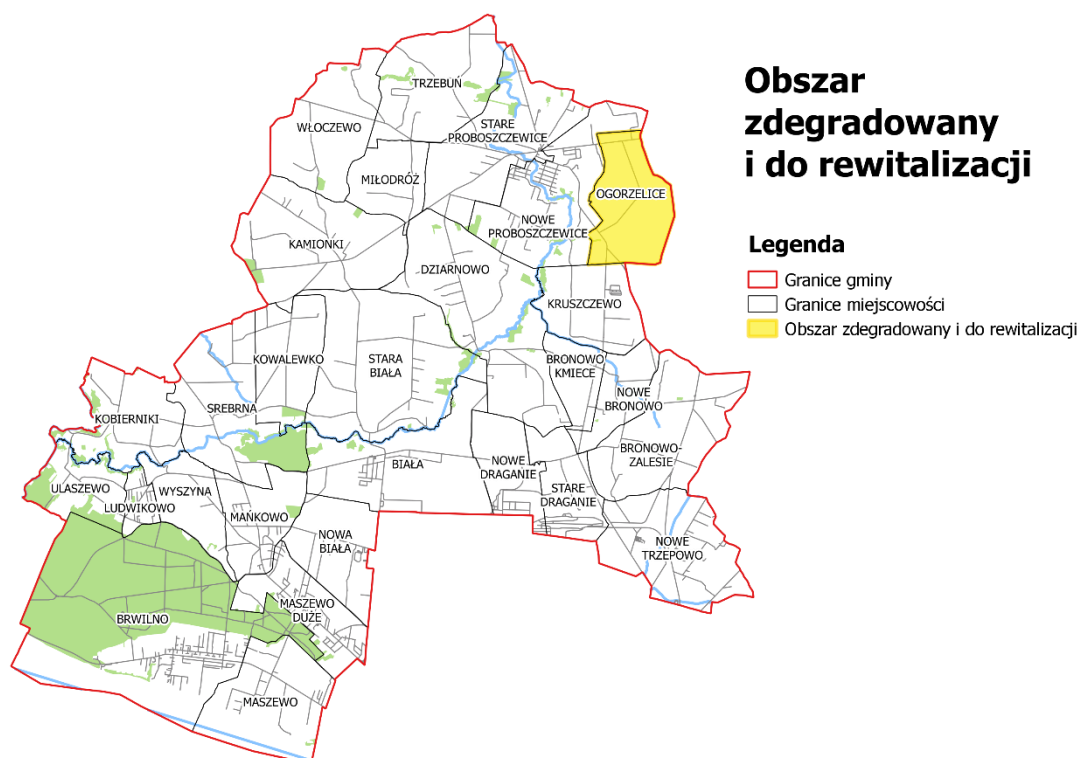 Obszar
zdegradowany
i do rewitalizacji
Legenda
Granice gminy
Granice miejscowości
Obszar zdegradowany i do rewitalizacji
TRZEBUŃ
WŁOCZEWO
STARE
PROBOSZCZEWICE
MIŁODRÓŻ
OGORZELICE
NOWE
PROBOSZCZEWICE
KAMIONKI
DZIARNOWO
KRUSZCZEWO
KOWALEWKO
STARA
BIAŁA
BRONOWO
KMIECE
NOWE
BRONOWO
SREBRNA
KOBIERNIKI
BRONOWO-
ZALESIE
BIAŁA
NOWE
DRAGANIE
STARE
DRAGANIE
ULASZEWO
WYSZYNA
LUDWIKOWO
MAŃKOWO
NOWA
BIAŁA
NOWE
TRZEPOWO
MASZEWO
DUŻE
BRWILNO
MASZEWO